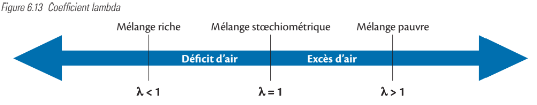 Figure 6.13 Coefficient lambda
Mélange riche Mélange stœchiométrique Mélange pauvre
Déficit d'air Excès d'air
λ < 1 λ = 1 λ > 1